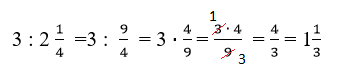 3 : 2 1/4 = 3 : 9/4 = 3 · 4/9 = 1 3 · 4 / 9 3 = 4/3 = 1 1/3